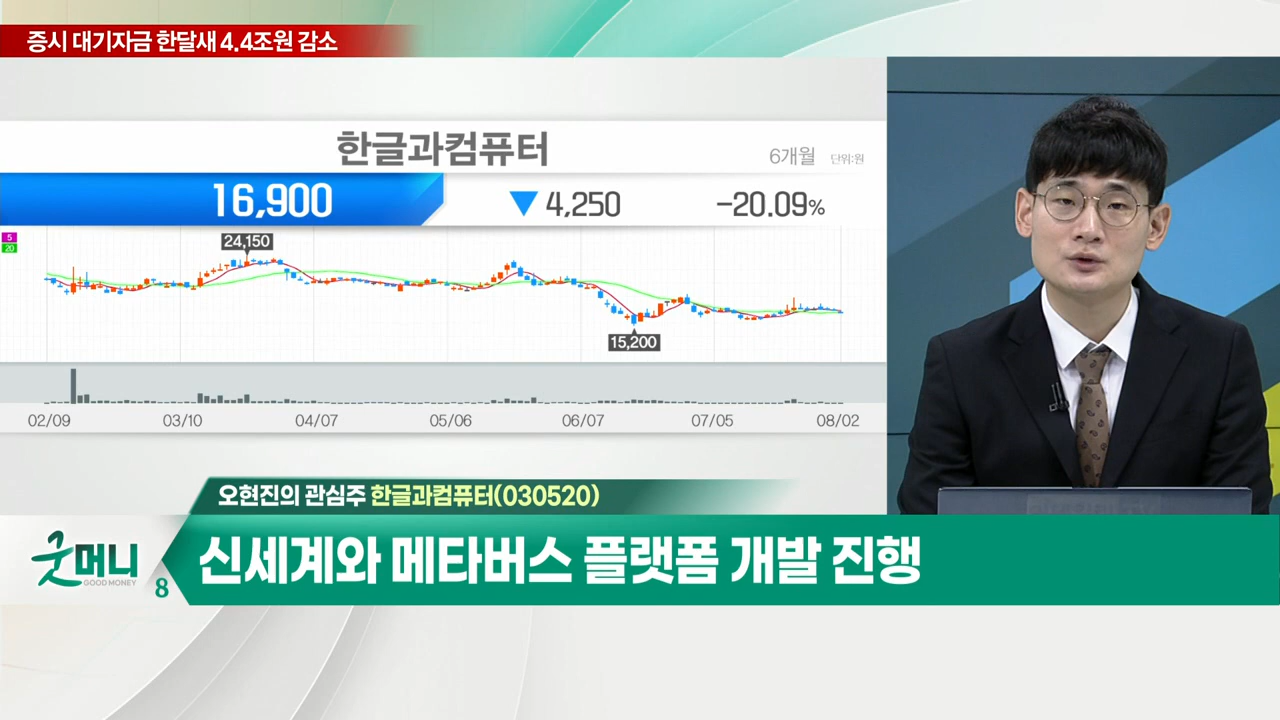 증시 대기자금 한달새 4.4조원 감소
한글과컴퓨터
6개월 단위:원
16,900 ▼ 4,250 -20.09%
5
20
24,150
15,200
02/09 03/10 04/07 05/06 06/07 07/05 08/02
오현진의 관심주 한글과컴퓨터(030520)
신세계와 메타버스 플랫폼 개발 진행
굿머니
GOOD MONEY
8